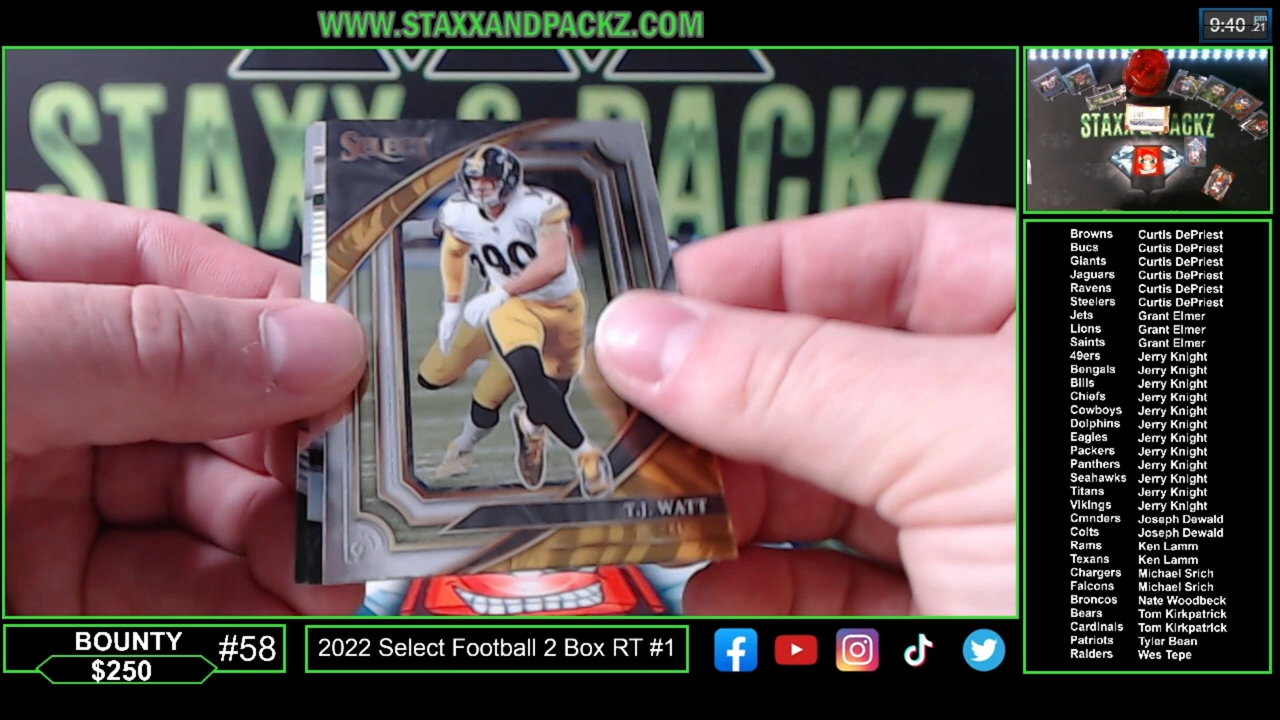 WWW.STAXXANDPACKZ.COM
9:40 pm
21
STAXX & PACKZ
SELECT
90
T.J. WATT
STAXX & PACKZ
Browns Curtis DePriest
Bucs Curtis DePriest
Giants Curtis DePriest
Jaguars Curtis DePriest
Ravens Curtis DePriest
Steelers Curtis DePriest
Jets Grant Elmer
Lions Grant Elmer
Saints Grant Elmer
49ers Jerry Knight
Bengals Jerry Knight
Bills Jerry Knight
Chiefs Jerry Knight
Cowboys Jerry Knight
Dolphins Jerry Knight
Eagles Jerry Knight
Packers Jerry Knight
Panthers Jerry Knight
Seahawks Jerry Knight
Titans Jerry Knight
Vikings Jerry Knight
Cmnders Joseph Dewald
Colts Joseph Dewald
Rams Ken Lamm
Texans Ken Lamm
Chargers Michael Srich
Falcons Michael Srich
Broncos Nate Woodbeck
Bears Tom Kirkpatrick
Cardinals Tom Kirkpatrick
Patriots Tyler Bean
Raiders Wes Tepe
BOUNTY #58
$250
2022 Select Football 2 Box RT #1